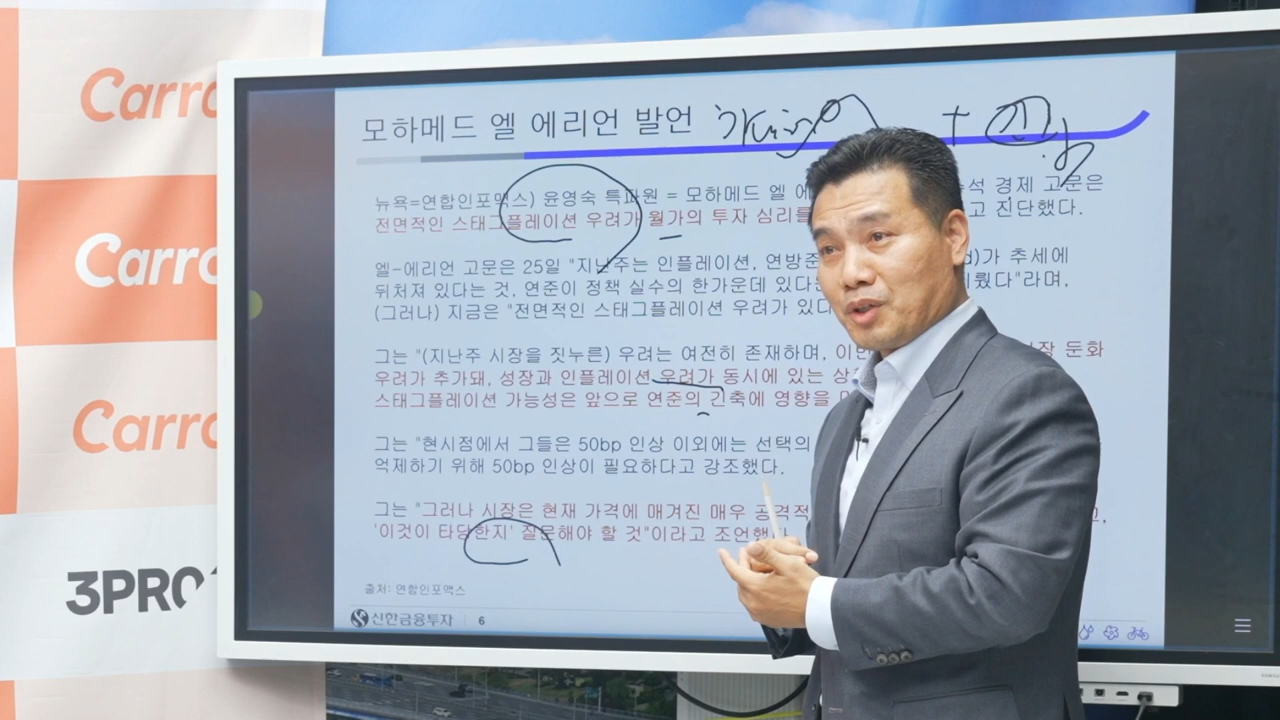 Carro
Carro
Carro
3PRO
모하메드 엘 에리언 발언
+
뉴욕=연합인포맥스) 윤영숙 특파원 = 모하메드 엘 에
석 경제 고문은
전면적인 스태그플레이션 우려가 월가의 투자 심리를
고 진단했다.
엘-에리언 고문은 25일 "지난주는 인플레이션, 연방준
d)가 추세에
뒤처져 있다는 것, 연준이 정책 실수의 한가운데 있다
뤘다"라며,
(그러나) 지금은 "전면적인 스태그플레이션 우려가 있다
그는 "(지난주 시장을 짓누른) 우려는 여전히 존재하며, 이번
장 둔화
우려가 추가돼, 성장과 인플레이션 우려가 동시에 있는
스태그플레이션 가능성은 앞으로 연준의 긴축에 영향을
그는 "현시점에서 그들은 50bp 인상 이외에는 선택의
억제하기 위해 50bp 인상이 필요하다고 강조했다.
그는 "그러나 시장은 현재 가격에 매겨진 매우 공격적
고,
'이것이 타당한지' 질문해야 할 것"이라고 조언했다
출처: 연합인포맥스
신한금융투자 6
SAMSUNG